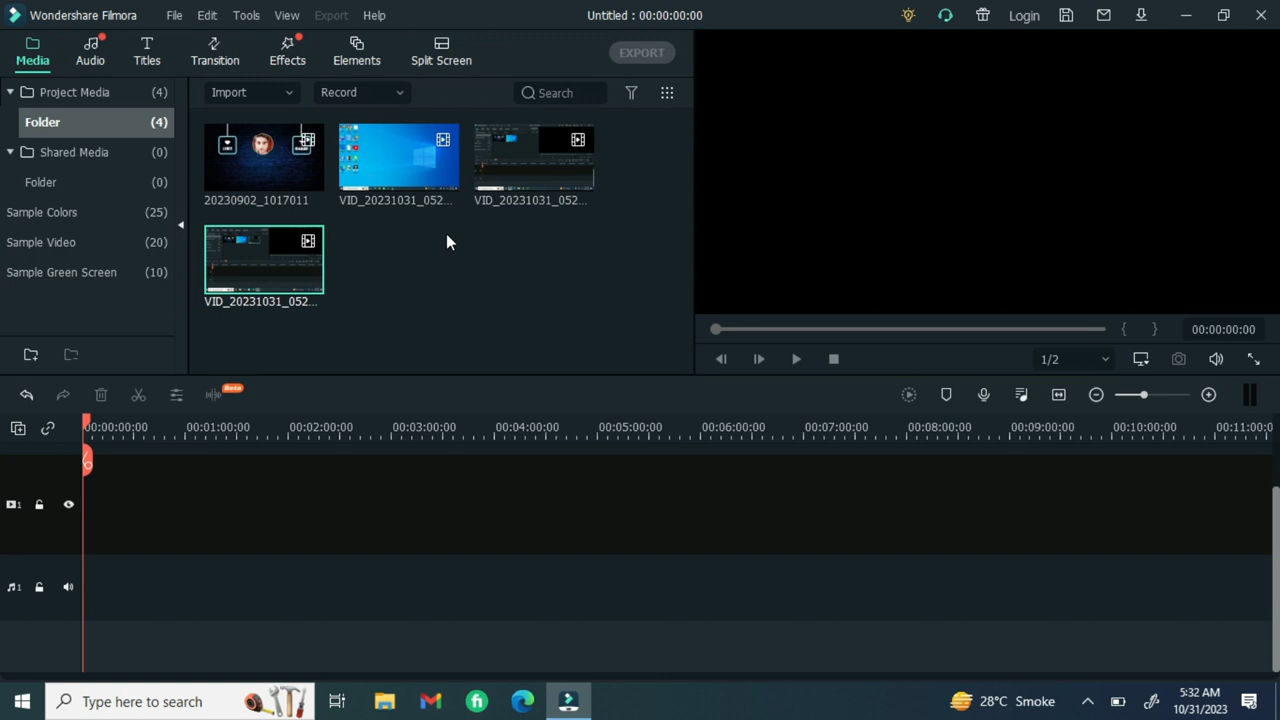 Wondershare Filmora File Edit Tools View Export Help Untitled : 00:00:00:00 Login
Media Audio Titles Transition Effects Elements Split Screen EXPORT
Project Media (4)
Folder (4)
Shared Media (0)
Folder (0)
Sample Colors (25)
Sample Video (20)
Sample Green Screen (10)
Import Record Search
20230902_1017011 VID_20231031_052... VID_20231031_052...
VID_20231031_052...
{ } 00:00:00:00
1/2
Beta
00:00:00:00 00:01:00:00 00:02:00:00 00:03:00:00 00:04:00:00 00:05:00:00 00:06:00:00 00:07:00:00 00:08:00:00 00:09:00:00 00:10:00:00 00:11:00:0
1
1
Type here to search 28°C Smoke 5:32 AM
10/31/2023